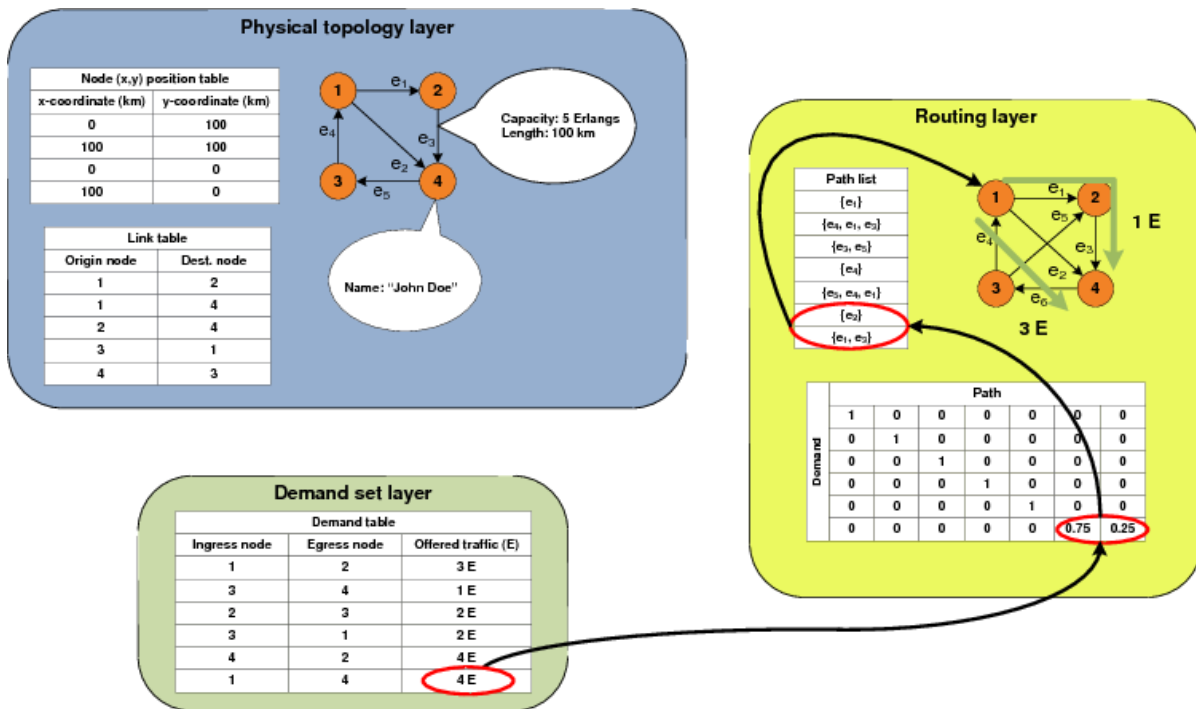 Physical topology layer
Node (x,y) position table
x-coordinate (km) y-coordinate (km)
0 100
100 100
0 0
100 0
Link table
Origin node Dest. node
1 2
1 4
2 4
3 1
4 3
1 e₁ 2
e₄ e₂ e₃
3 e₅ 4
Capacity: 5 Erlangs
Length: 100 km
Name: “John Doe”
Routing layer
Path list
{e₁}
{e₄, e₁, e₃}
{e₃, e₅}
{e₄}
{e₅, e₄, e₁}
{e₂}
{e₁, e₃}
1 e₁ 2
e₅
1 E
e₄ e₃
e₂
3 e₆ 4
3 E
Path
Demand
1 0 0 0 0 0 0
0 1 0 0 0 0 0
0 0 1 0 0 0 0
0 0 0 1 0 0 0
0 0 0 0 1 0 0
0 0 0 0 0 0.75 0.25
Demand set layer
Demand table
Ingress node Egress node Offered traffic (E)
1 2 3 E
3 4 1 E
2 3 2 E
3 1 2 E
4 2 4 E
1 4 4 E